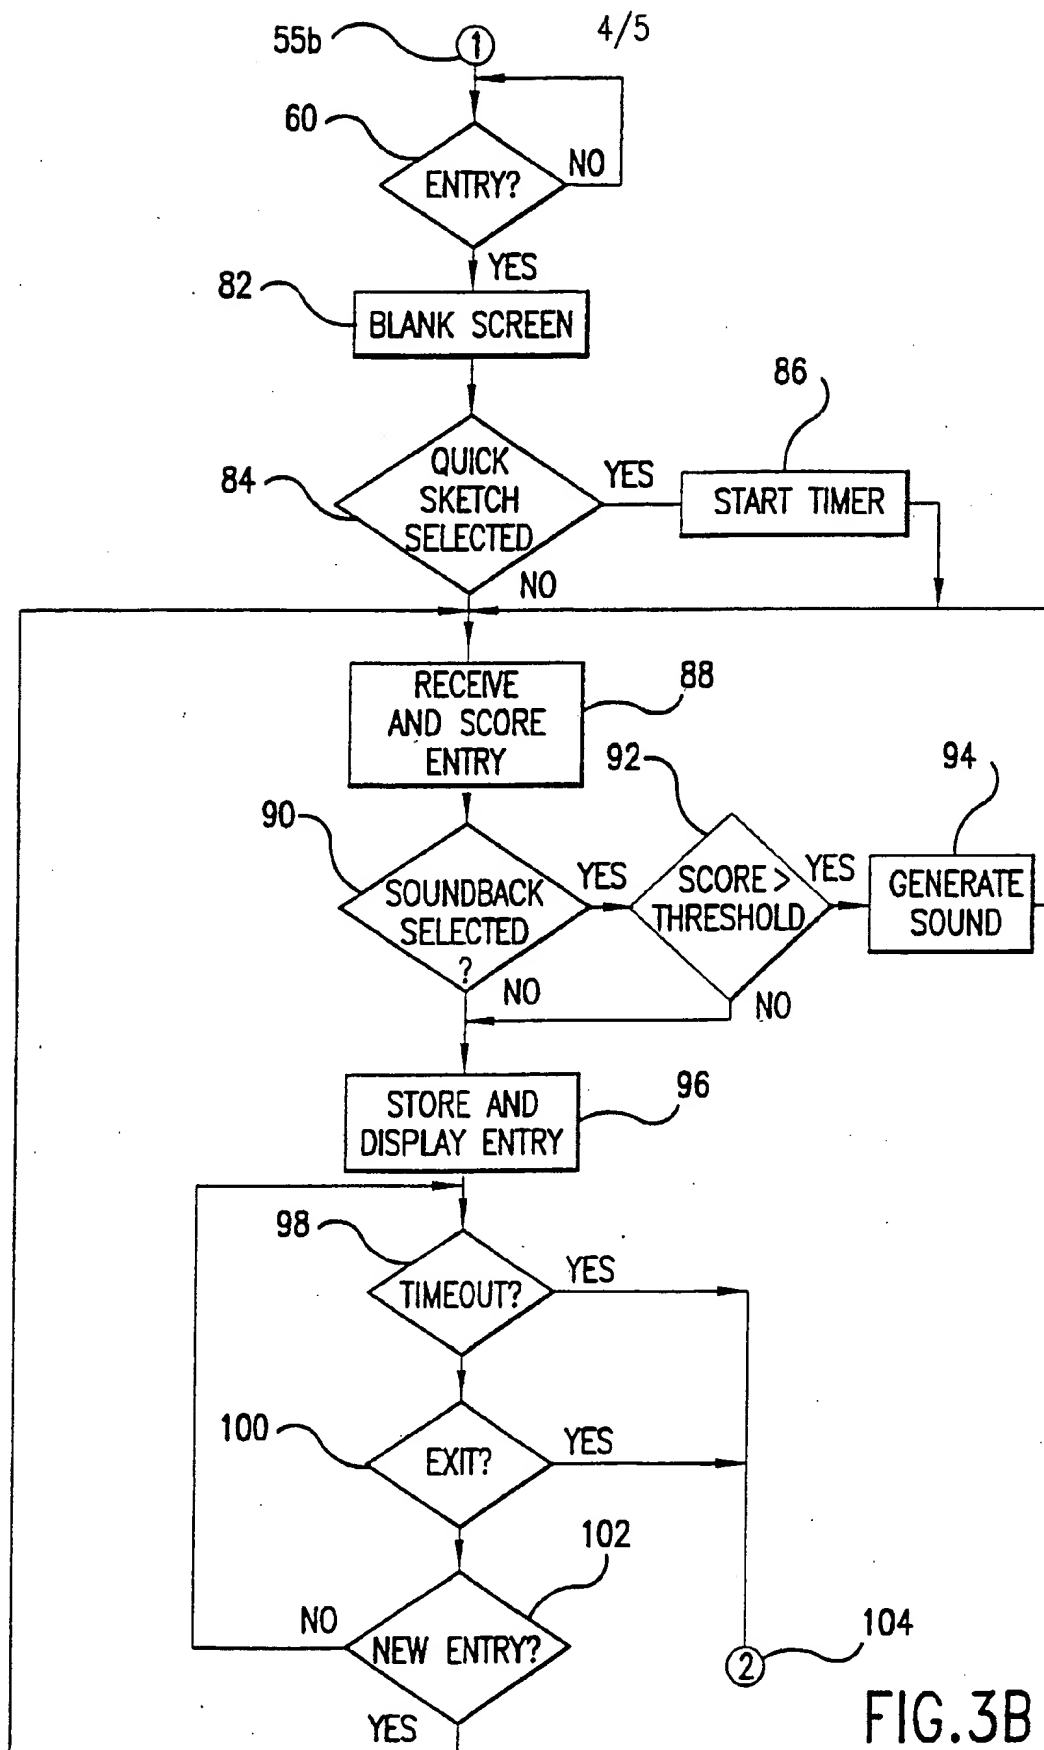 55b
1
4/5
60
ENTRY?
NO
YES
82
BLANK SCREEN
86
84
QUICK
SKETCH
SELECTED
YES
START TIMER
NO
RECEIVE
AND SCORE
ENTRY
88
92
94
90
SOUNDBACK
SELECTED
?
YES
SCORE >
THRESHOLD
YES
GENERATE
SOUND
NO
NO
STORE AND
DISPLAY ENTRY
96
98
TIMEOUT?
YES
100
EXIT?
YES
102
NO
NEW ENTRY?
YES
104
2
FIG.3B